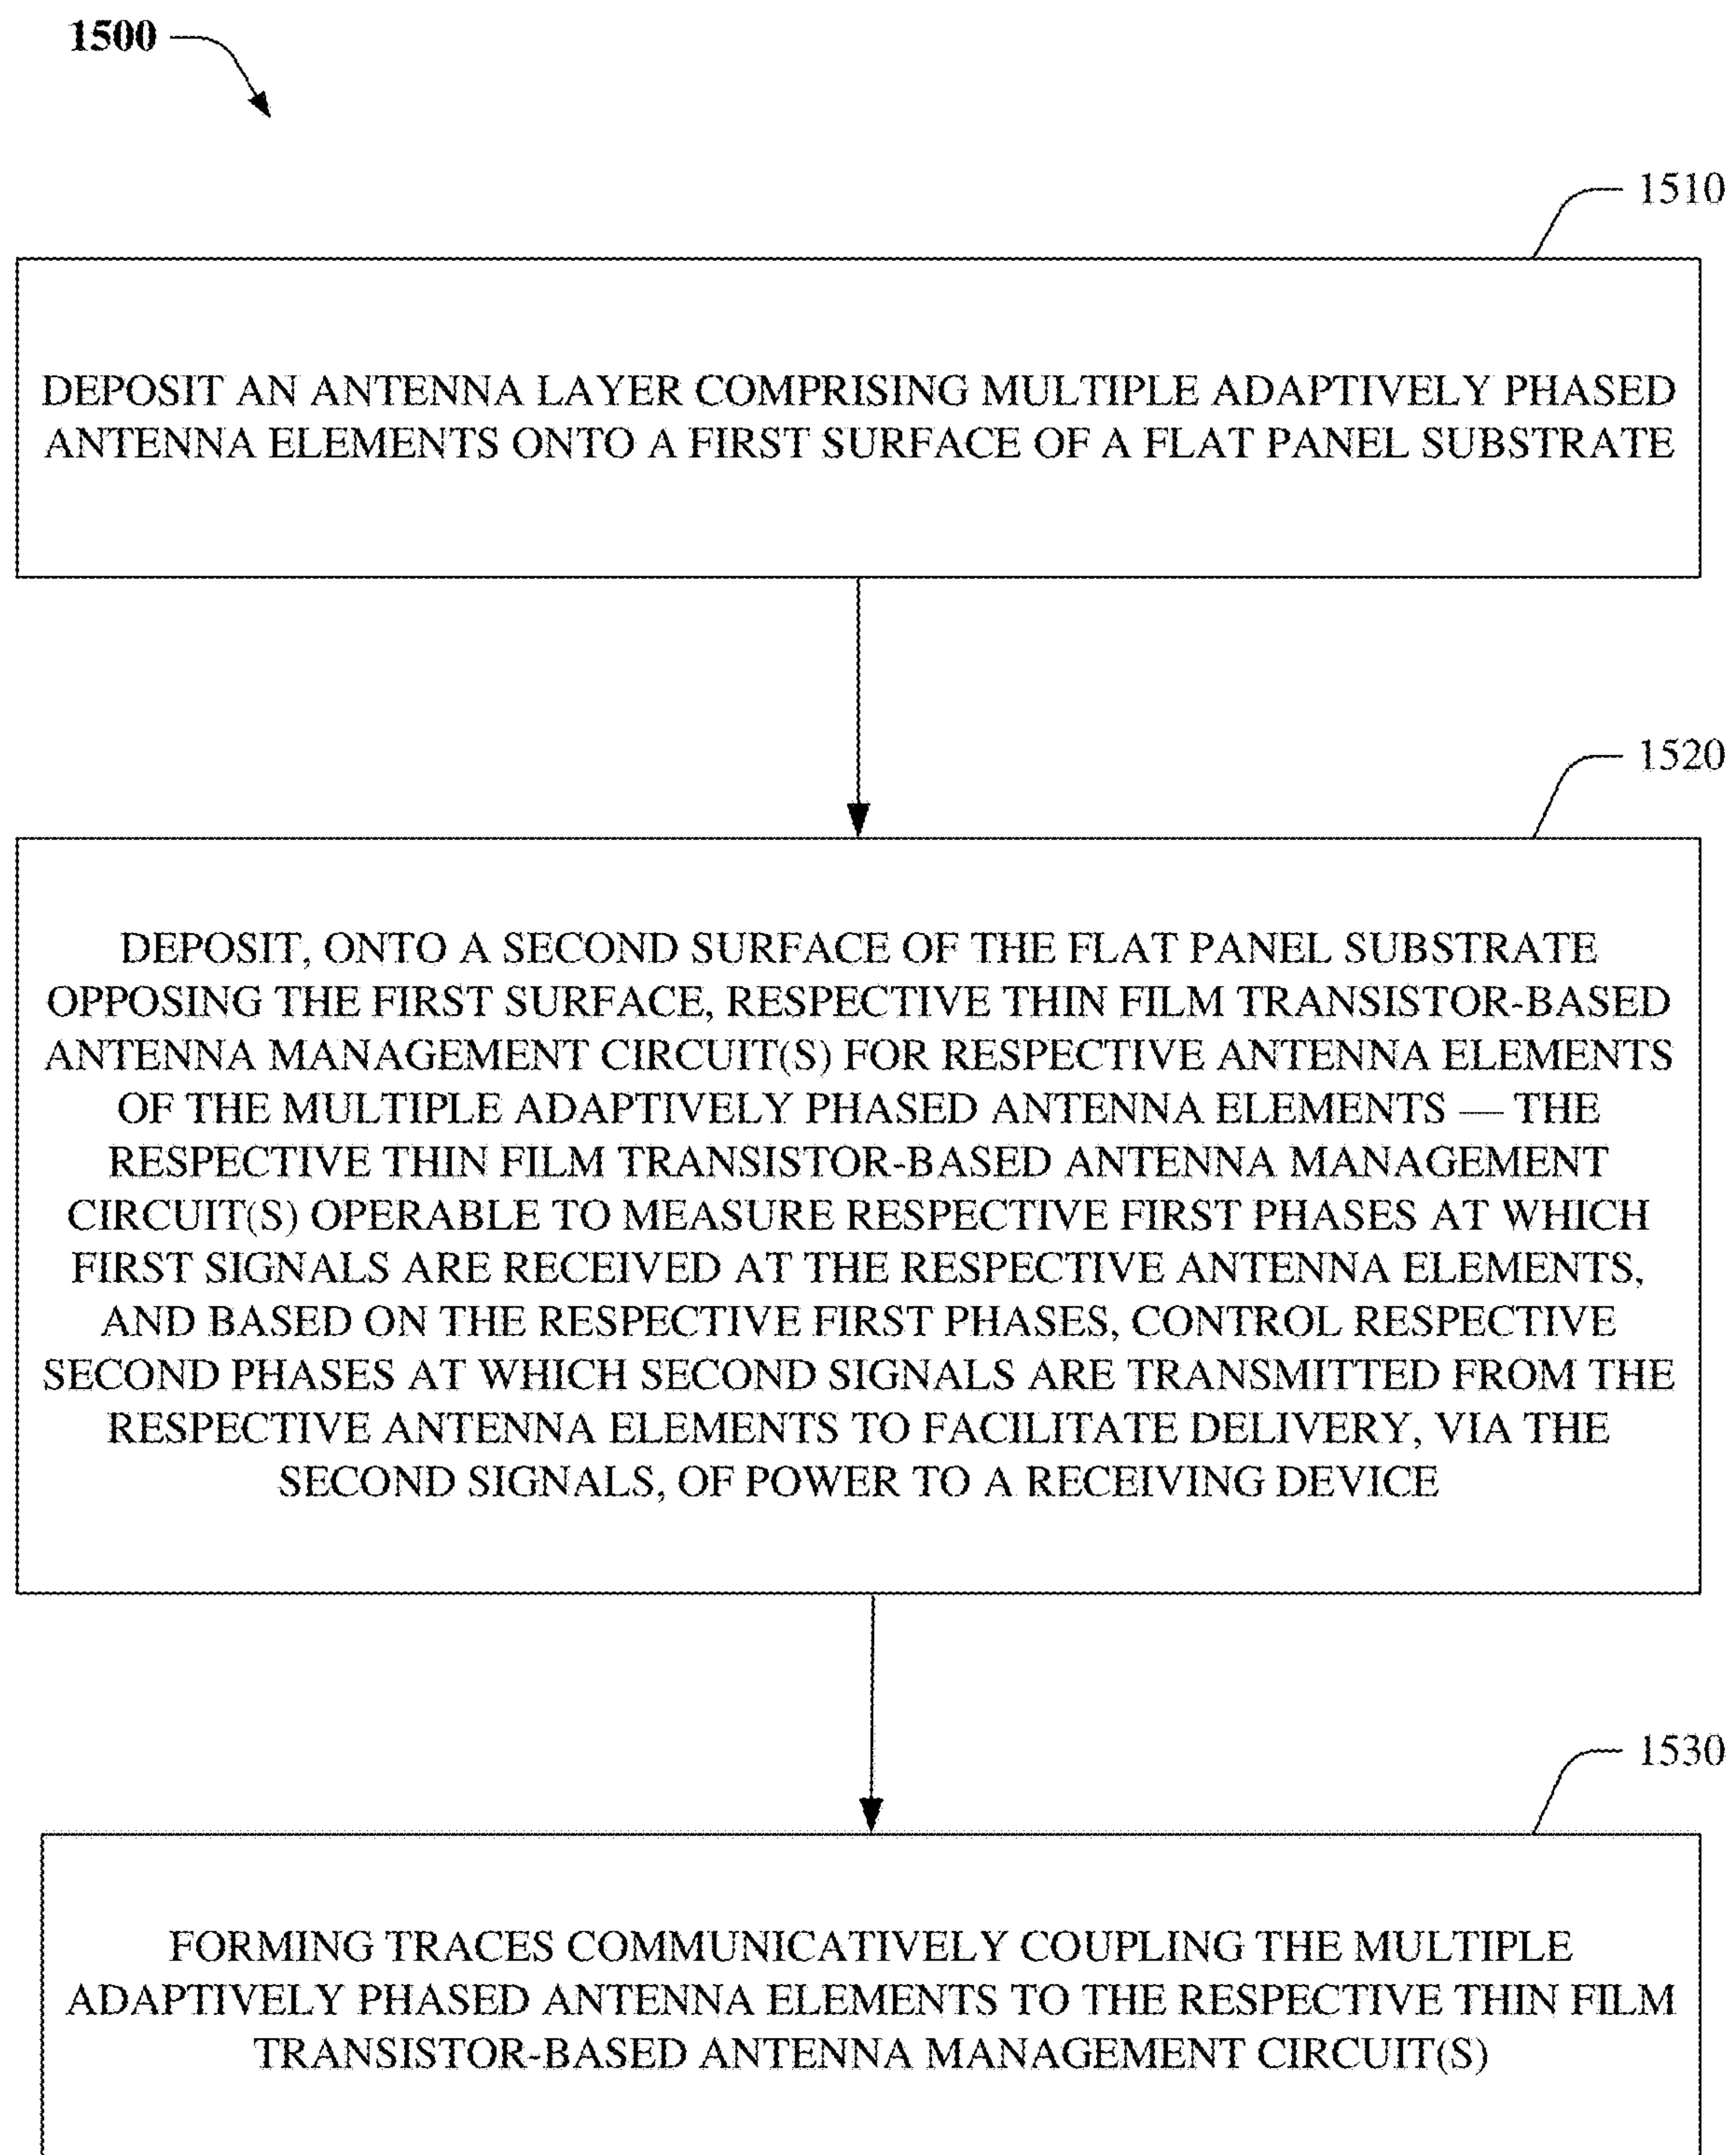 1500
1510
DEPOSIT AN ANTENNA LAYER COMPRISING MULTIPLE ADAPTIVELY PHASED
ANTENNA ELEMENTS ONTO A FIRST SURFACE OF A FLAT PANEL SUBSTRATE
1520
DEPOSIT, ONTO A SECOND SURFACE OF THE FLAT PANEL SUBSTRATE
OPPOSING THE FIRST SURFACE, RESPECTIVE THIN FILM TRANSISTOR-BASED
ANTENNA MANAGEMENT CIRCUIT(S) FOR RESPECTIVE ANTENNA ELEMENTS
OF THE MULTIPLE ADAPTIVELY PHASED ANTENNA ELEMENTS — THE
RESPECTIVE THIN FILM TRANSISTOR-BASED ANTENNA MANAGEMENT
CIRCUIT(S) OPERABLE TO MEASURE RESPECTIVE FIRST PHASES AT WHICH
FIRST SIGNALS ARE RECEIVED AT THE RESPECTIVE ANTENNA ELEMENTS,
AND BASED ON THE RESPECTIVE FIRST PHASES, CONTROL RESPECTIVE
SECOND PHASES AT WHICH SECOND SIGNALS ARE TRANSMITTED FROM THE
RESPECTIVE ANTENNA ELEMENTS TO FACILITATE DELIVERY, VIA THE
SECOND SIGNALS, OF POWER TO A RECEIVING DEVICE
1530
FORMING TRACES COMMUNICATIVELY COUPLING THE MULTIPLE
ADAPTIVELY PHASED ANTENNA ELEMENTS TO THE RESPECTIVE THIN FILM
TRANSISTOR-BASED ANTENNA MANAGEMENT CIRCUIT(S)